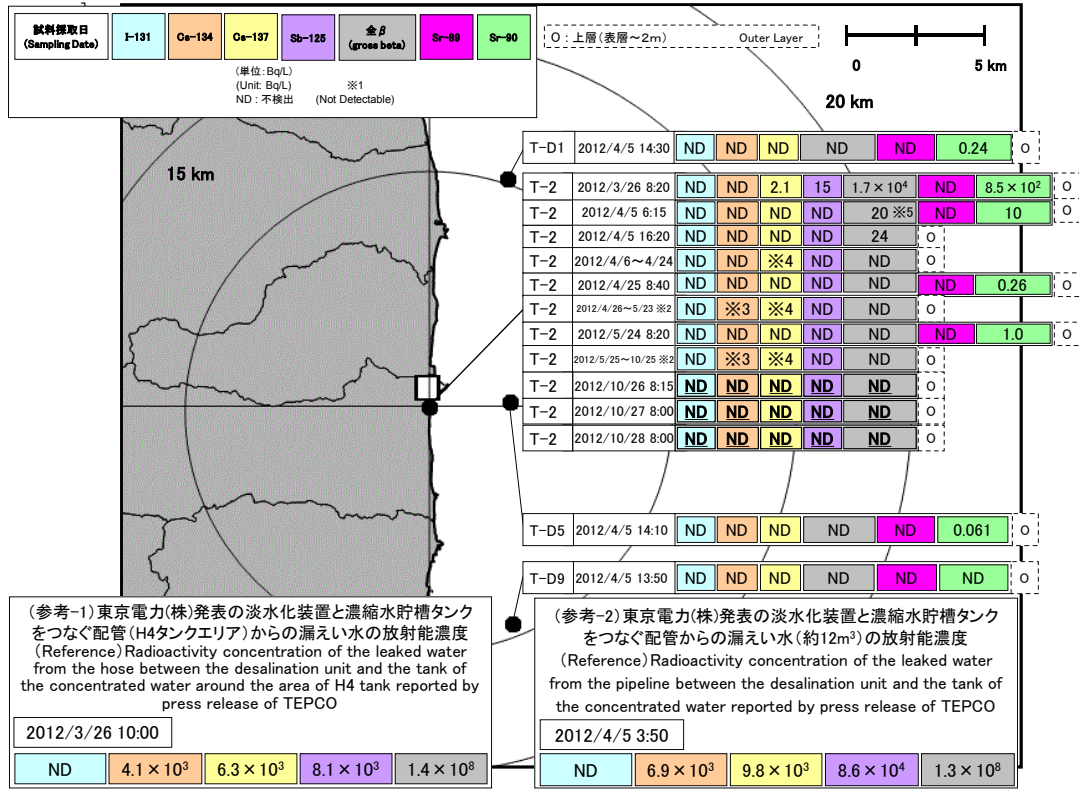 試料採取日
(Sampling Date)
I-131
Cs-134
Cs-137
Sb-125
全β
(gross beta)
Sr-89
Sr-90
(単位:Bq/L)
(Unit: Bq/L) ※1
ND : 不検出 (Not Detectable)
O : 上層(表層~2m) Outer Layer
0 5 km
20 km
15 km
T-D1 2012/4/5 14:30 ND ND ND ND ND 0.24 O
T-2 2012/3/26 8:20 ND ND 2.1 15 1.7×10⁴ ND 8.5×10² O
T-2 2012/4/5 6:15 ND ND ND ND 20 ※5 ND 10 O
T-2 2012/4/5 16:20 ND ND ND ND 24 O
T-2 2012/4/6~4/24 ND ND ※4 ND ND O
T-2 2012/4/25 8:40 ND ND ND ND ND ND 0.26 O
T-2 2012/4/26~5/23 ※2 ND ※3 ※4 ND ND O
T-2 2012/5/24 8:20 ND ND ND ND ND ND 1.0 O
T-2 2012/5/25~10/25 ※2 ND ※3 ※4 ND ND O
T-2 2012/10/26 8:15 ND ND ND ND ND O
T-2 2012/10/27 8:00 ND ND ND ND ND O
T-2 2012/10/28 8:00 ND ND ND ND ND O
T-D5 2012/4/5 14:10 ND ND ND ND ND 0.061 O
T-D9 2012/4/5 13:50 ND ND ND ND ND ND O
(参考-1)東京電力(株)発表の淡水化装置と濃縮水貯槽タンク
をつなぐ配管(H4タンクエリア)からの漏えい水の放射能濃度
(Reference)Radioactivity concentration of the leaked water
from the hose between the desalination unit and the tank of
the concentrated water around the area of H4 tank reported by
press release of TEPCO
2012/3/26 10:00
ND 4.1×10³ 6.3×10³ 8.1×10³ 1.4×10⁸
(参考-2)東京電力(株)発表の淡水化装置と濃縮水貯槽タンク
をつなぐ配管からの漏えい水(約12m³)の放射能濃度
(Reference)Radioactivity concentration of the leaked water
from the pipeline between the desalination unit and the tank of
the concentrated water reported by press release of TEPCO
2012/4/5 3:50
ND 6.9×10³ 9.8×10³ 8.6×10⁴ 1.3×10⁸